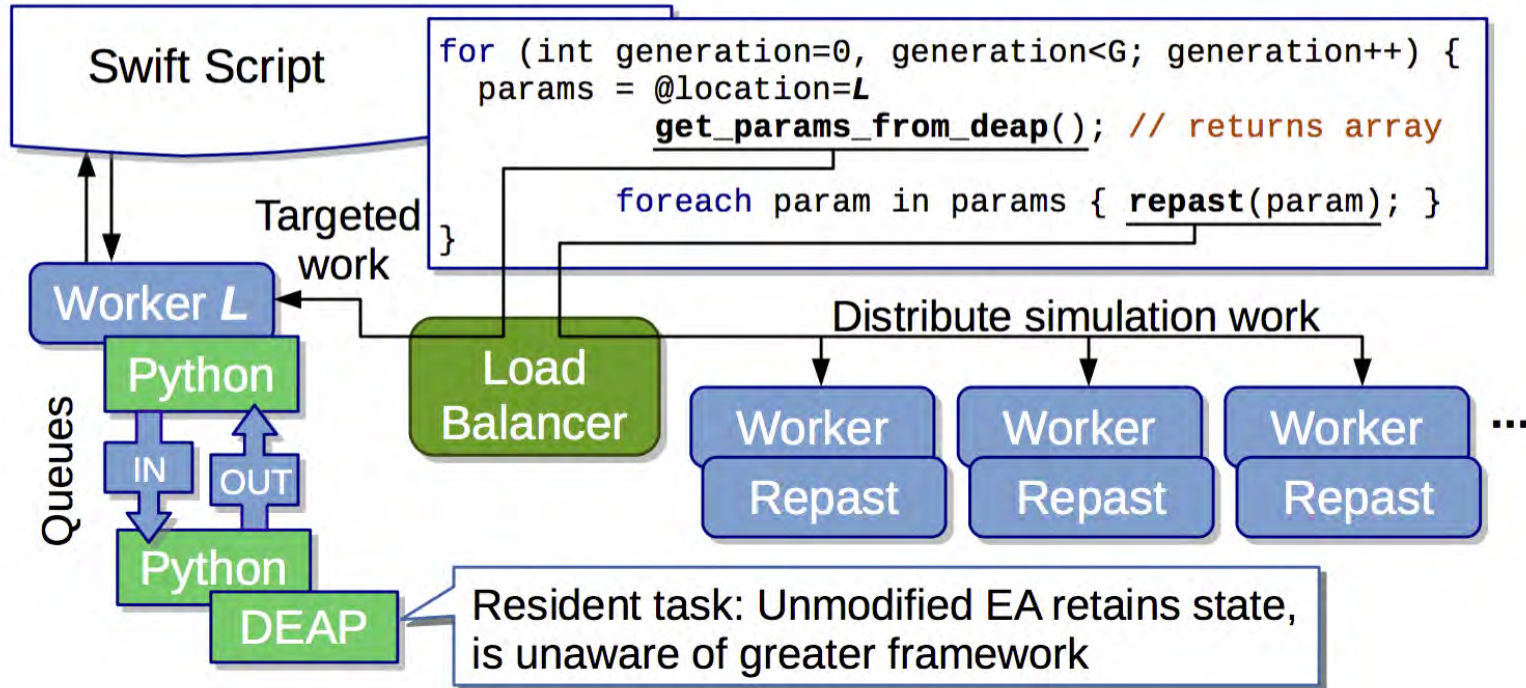 Swift Script
for (int generation=0, generation<G; generation++) {
params = @location=L
get_params_from_deap(); // returns array
foreach param in params { repast(param); }
}
Targeted
work
Worker L
Python
Queues
IN
OUT
Python
DEAP
Load
Balancer
Distribute simulation work
Worker
Repast
Worker
Repast
Worker
Repast
...
Resident task: Unmodified EA retains state,
is unaware of greater framework